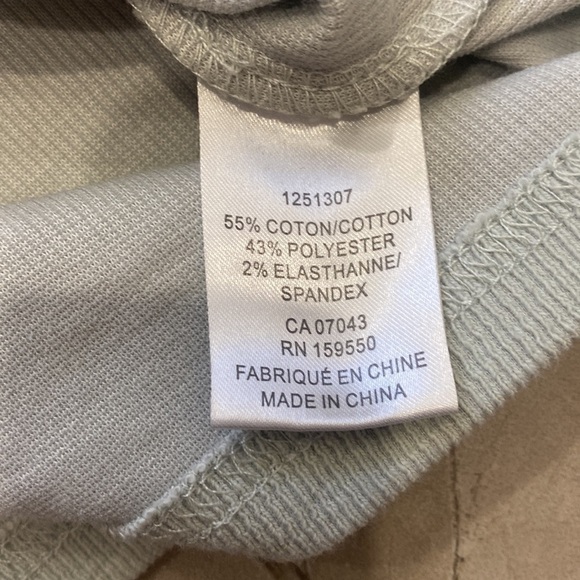 1251307
55% COTON/COTTON
43% POLYESTER
2% ELASTHANNE/
SPANDEX
CA 07043
RN 159550
FABRIQUÉ EN CHINE
MADE IN CHINA